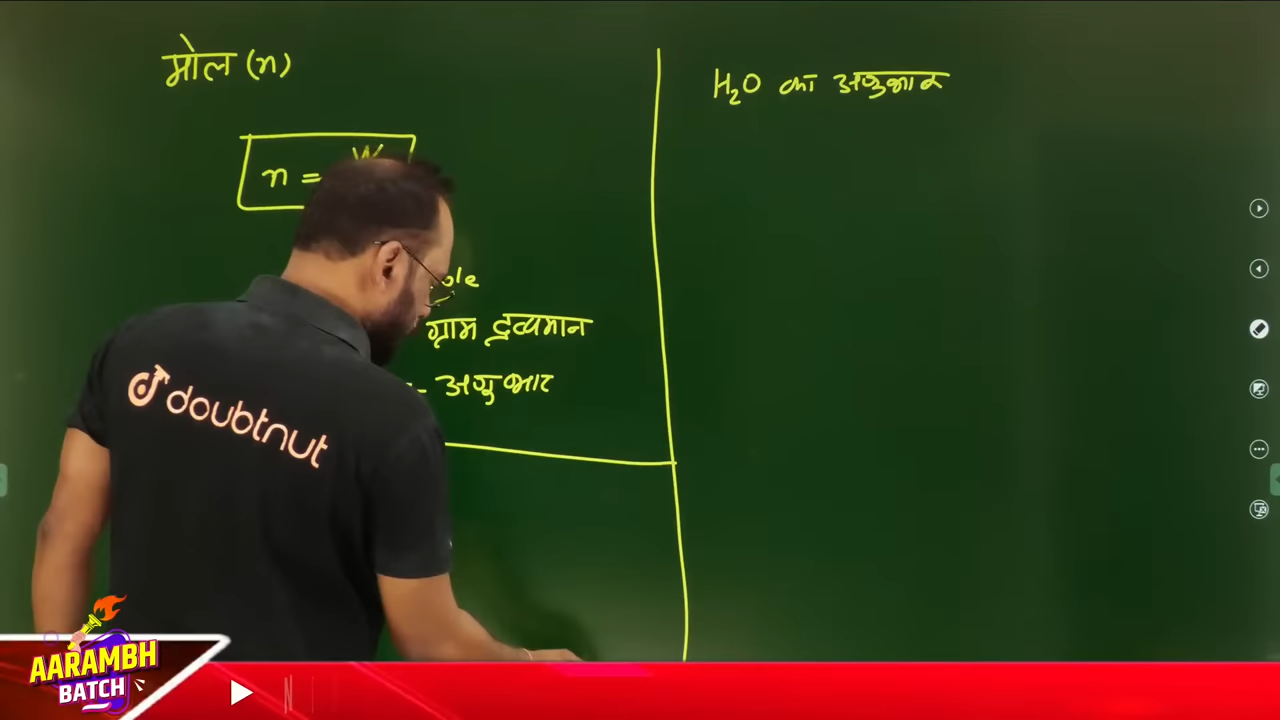 मोल (n)
n = W
ole
ग्राम द्रव्यमान
- अणुभार
H₂O का अणुभार
doubtnut
AARAMBH
BATCH
N